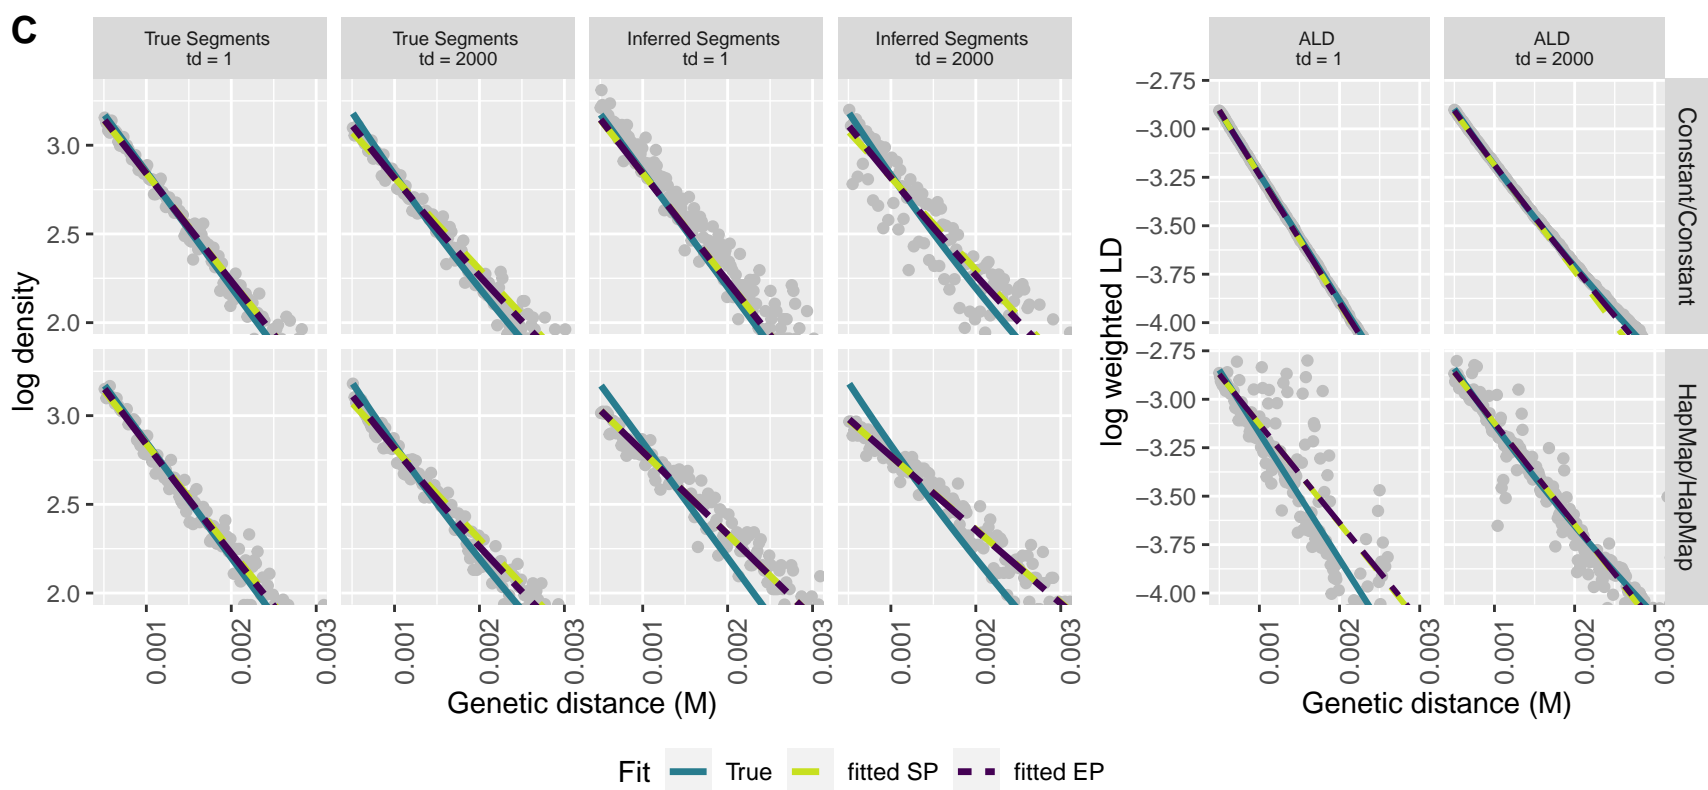 C
True Segments
td = 1
True Segments
td = 2000
Inferred Segments
td = 1
Inferred Segments
td = 2000
ALD
td = 1
ALD
td = 2000
log density
3.0
2.5
2.0
3.0
2.5
2.0
log weighted LD
−2.75
−3.00
−3.25
−3.50
−3.75
−4.00
−2.75
−3.00
−3.25
−3.50
−3.75
−4.00
Constant/Constant
HapMap/HapMap
0.001
0.002
0.003
0.001
0.002
0.003
0.001
0.002
0.003
0.001
0.002
0.003
0.001
0.002
0.003
0.001
0.002
0.003
Genetic distance (M)
Genetic distance (M)
Fit True fitted SP fitted EP